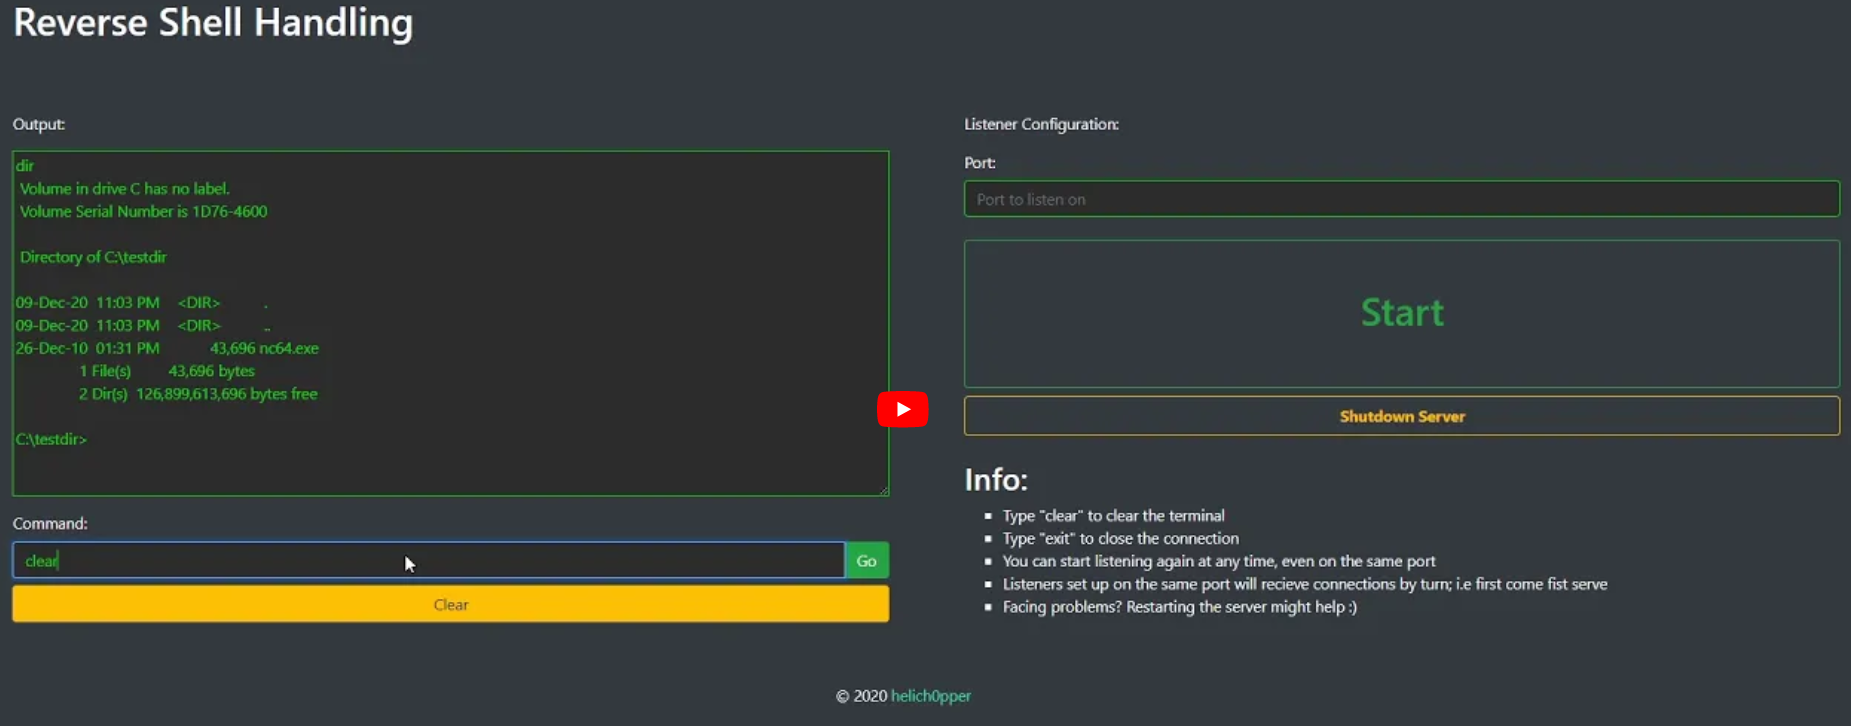 Reverse Shell Handling
Output:
dir
Volume in drive C has no label.
Volume Serial Number is 1D76-4600
Directory of C:\testdir
09-Dec-20 11:03 PM <DIR> .
09-Dec-20 11:03 PM <DIR> ..
26-Dec-10 01:31 PM 43,696 nc64.exe
1 File(s) 43,696 bytes
2 Dir(s) 126,899,613,696 bytes free
C:\testdir>
Command:
clear
Go
Clear
Listener Configuration:
Port:
Port to listen on
Start
Shutdown Server
Info:
▪ Type "clear" to clear the terminal
▪ Type "exit" to close the connection
▪ You can start listening again at any time, even on the same port
▪ Listeners set up on the same port will recieve connections by turn; i.e first come fist serve
▪ Facing problems? Restarting the server might help :)
© 2020 helich0pper